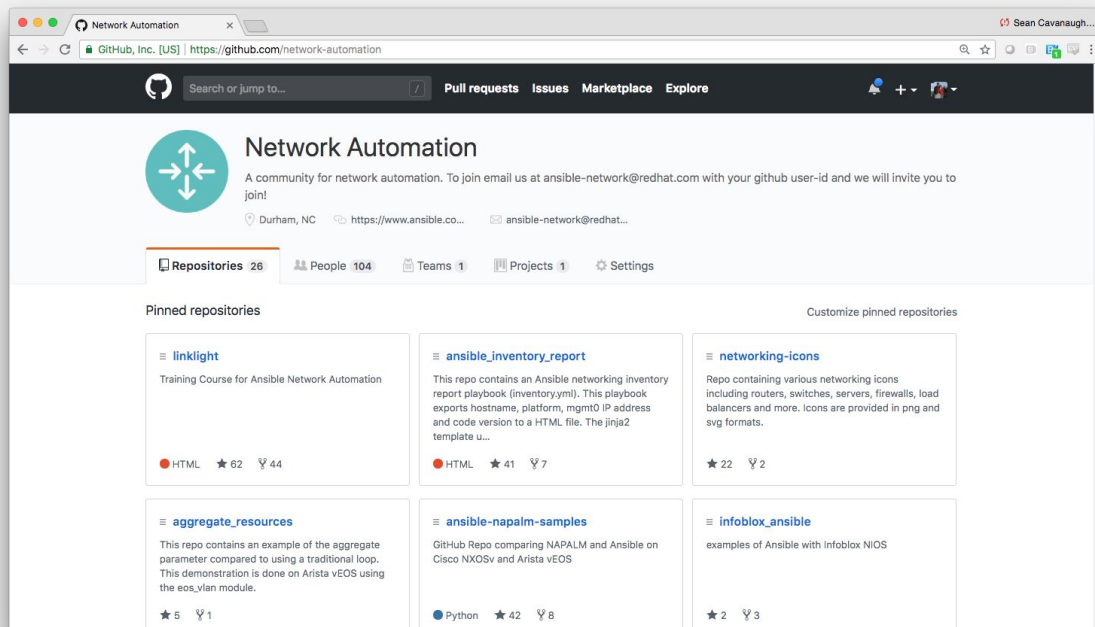 Network Automation
Sean Cavanaugh...
GitHub, Inc. [US] | https://github.com/network-automation
Search or jump to...
/
Pull requests Issues Marketplace Explore
Network Automation
A community for network automation. To join email us at ansible-network@redhat.com with your github user-id and we will invite you to
join!
Durham, NC https://www.ansible.co... ansible-network@redhat...
Repositories 26 People 104 Teams 1 Projects 1 Settings
Pinned repositories
Customize pinned repositories
linklight
Training Course for Ansible Network Automation
HTML 62 44
ansible_inventory_report
This repo contains an Ansible networking inventory
report playbook (inventory.yml). This playbook
exports hostname, platform, mgmt0 IP address
and code version to a HTML file. The jinja2
template u...
HTML 41 7
networking-icons
Repo containing various networking icons
including routers, switches, servers, firewalls, load
balancers and more. Icons are provided in png and
svg formats.
22 2
aggregate_resources
This repo contains an example of the aggregate
parameter compared to using a traditional loop.
This demonstration is done on Arista vEOS using
the eos_vlan module.
5 1
ansible-napalm-samples
GitHub Repo comparing NAPALM and Ansible on
Cisco NXOSv and Arista vEOS
Python 42 8
infoblox_ansible
examples of Ansible with Infoblox NIOS
2 3